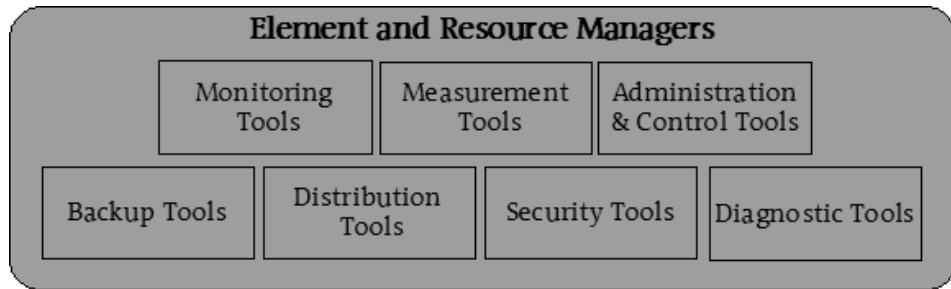 Element and Resource Managers
Monitoring
Tools
Measurement
Tools
Administration
& Control Tools
Backup Tools
Distribution
Tools
Security Tools
Diagnostic Tools